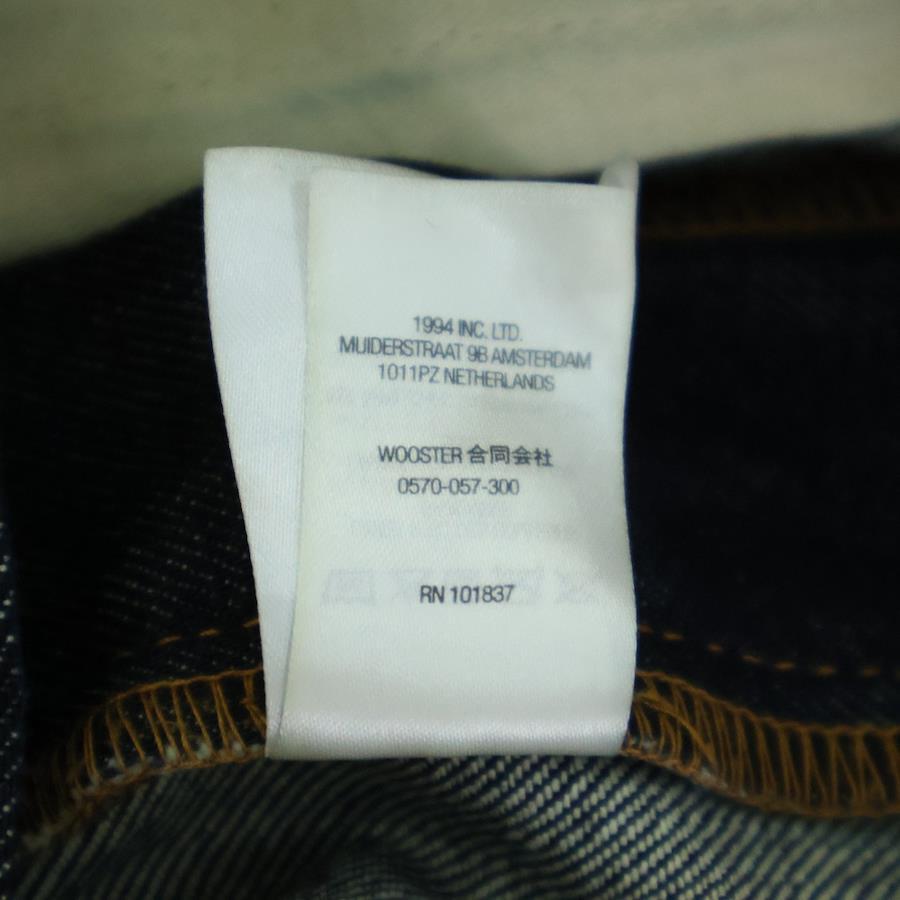 1994 INC. LTD.
MUIDERSTRAAT 9B AMSTERDAM
1011PZ NETHERLANDS
WOOSTER 合同会社
0570-057-300
RN 101837